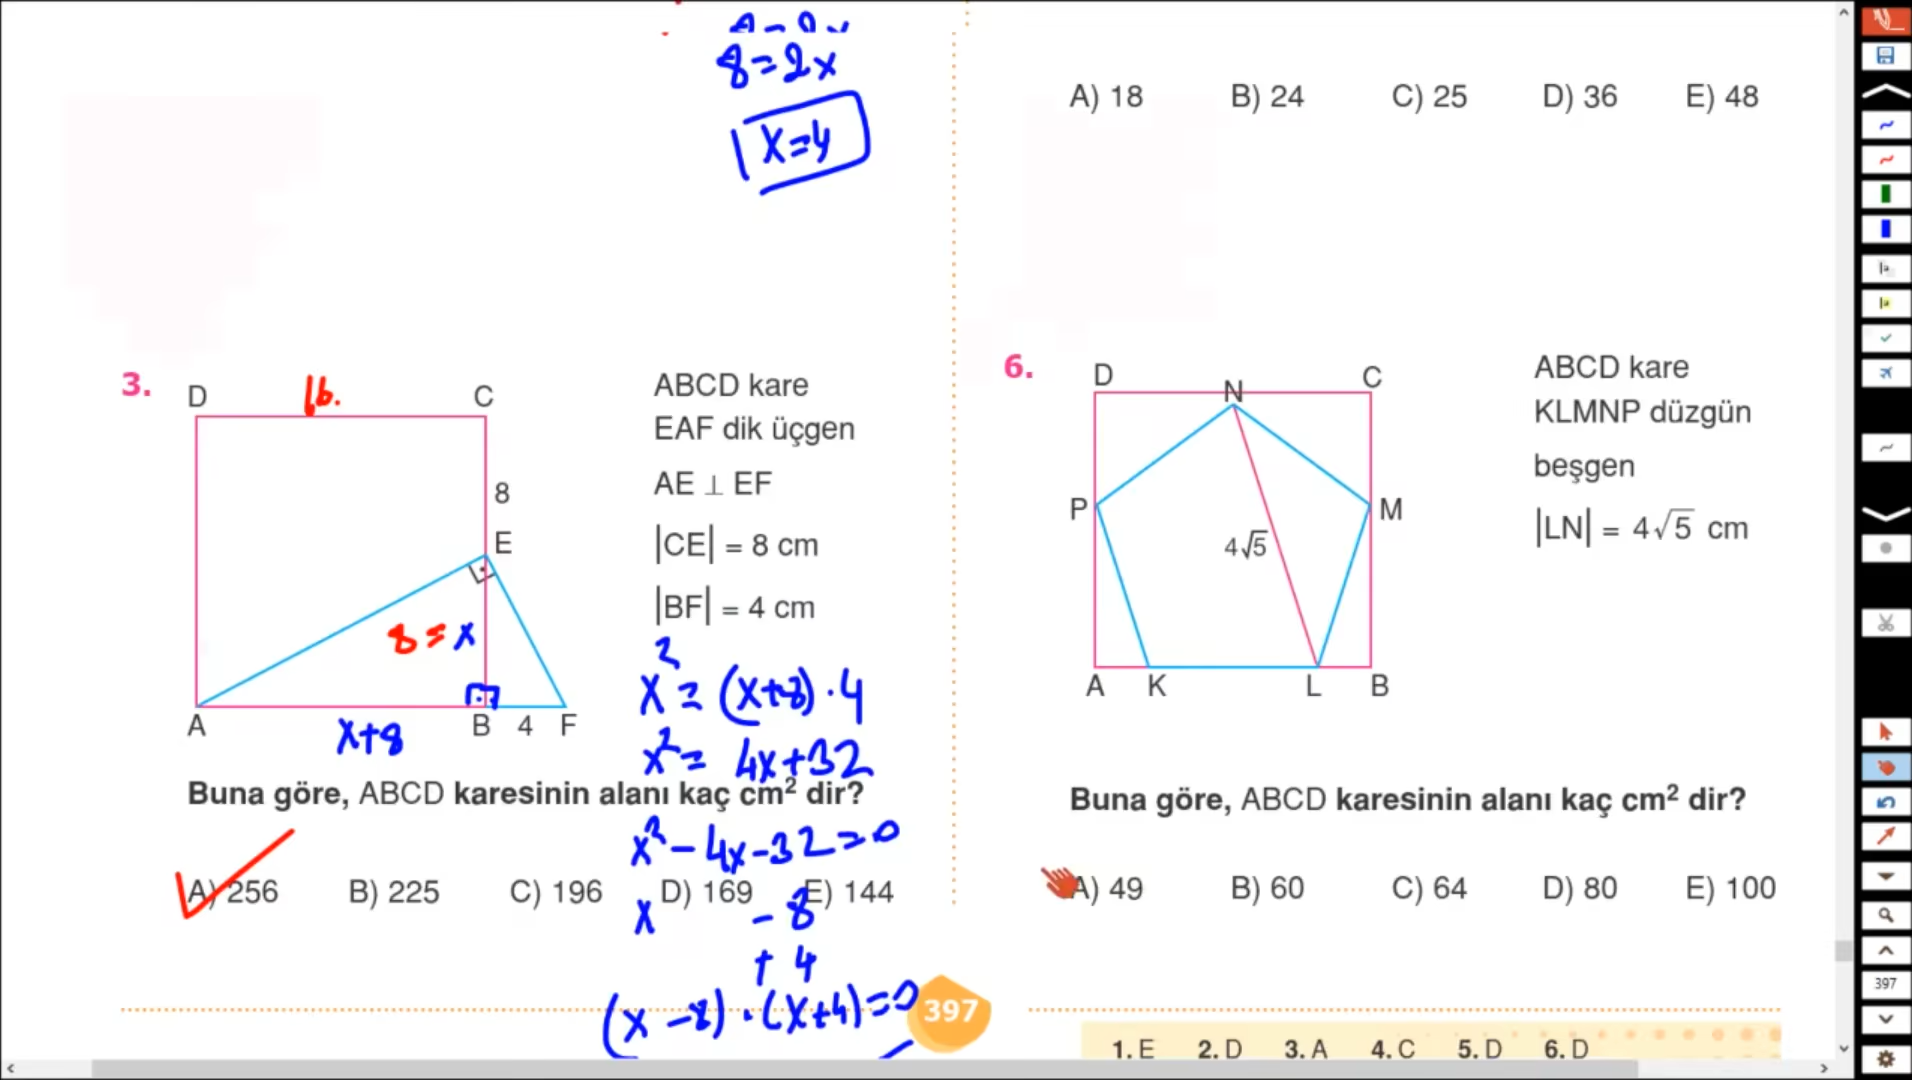 8=2x
x=4
3.
D
16.
C
8
E
8=x
A
x+8
B
4
F
ABCD kare
EAF dik üçgen
AE ⊥ EF
|CE| = 8 cm
|BF| = 4 cm
x²=(x+8)·4
x²=4x+32
Buna göre, ABCD karesinin alanı kaç cm² dir?
x²-4x-32=0
A) 256 B) 225 C) 196 D) 169 E) 144
x -8
+4
(x-8)·(x+4)=0
397
A) 18 B) 24 C) 25 D) 36 E) 48
6.
D
N
C
P
M
4√5
A
K
L
B
ABCD kare
KLMNP düzgün
beşgen
|LN| = 4√5 cm
Buna göre, ABCD karesinin alanı kaç cm² dir?
A) 49 B) 60 C) 64 D) 80 E) 100
1. E 2. D 3. A 4. C 5. D 6. D
397